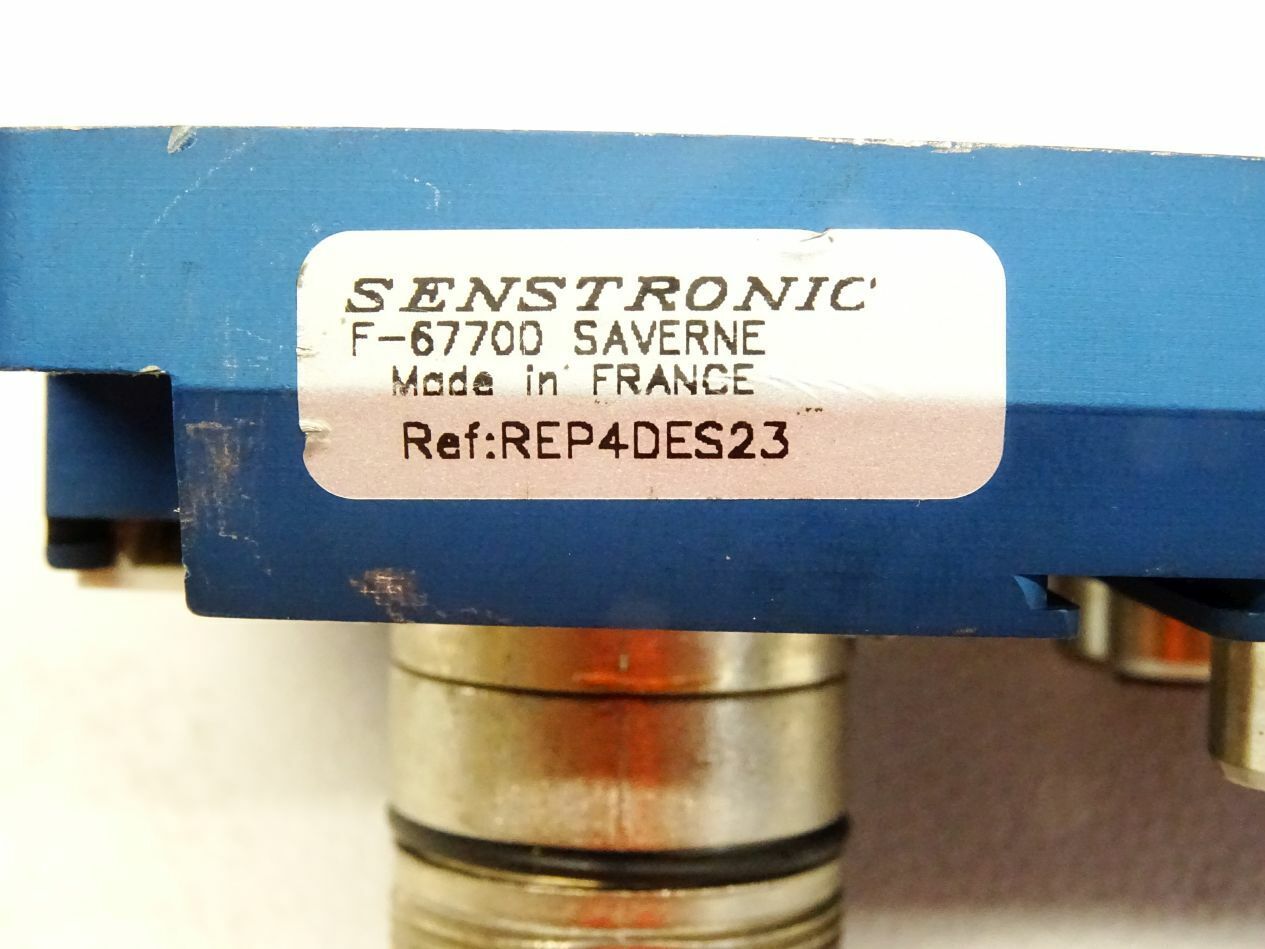 SENSTRONIC
F-67700 SAVERNE
Made in FRANCE
Ref:REP4DES23